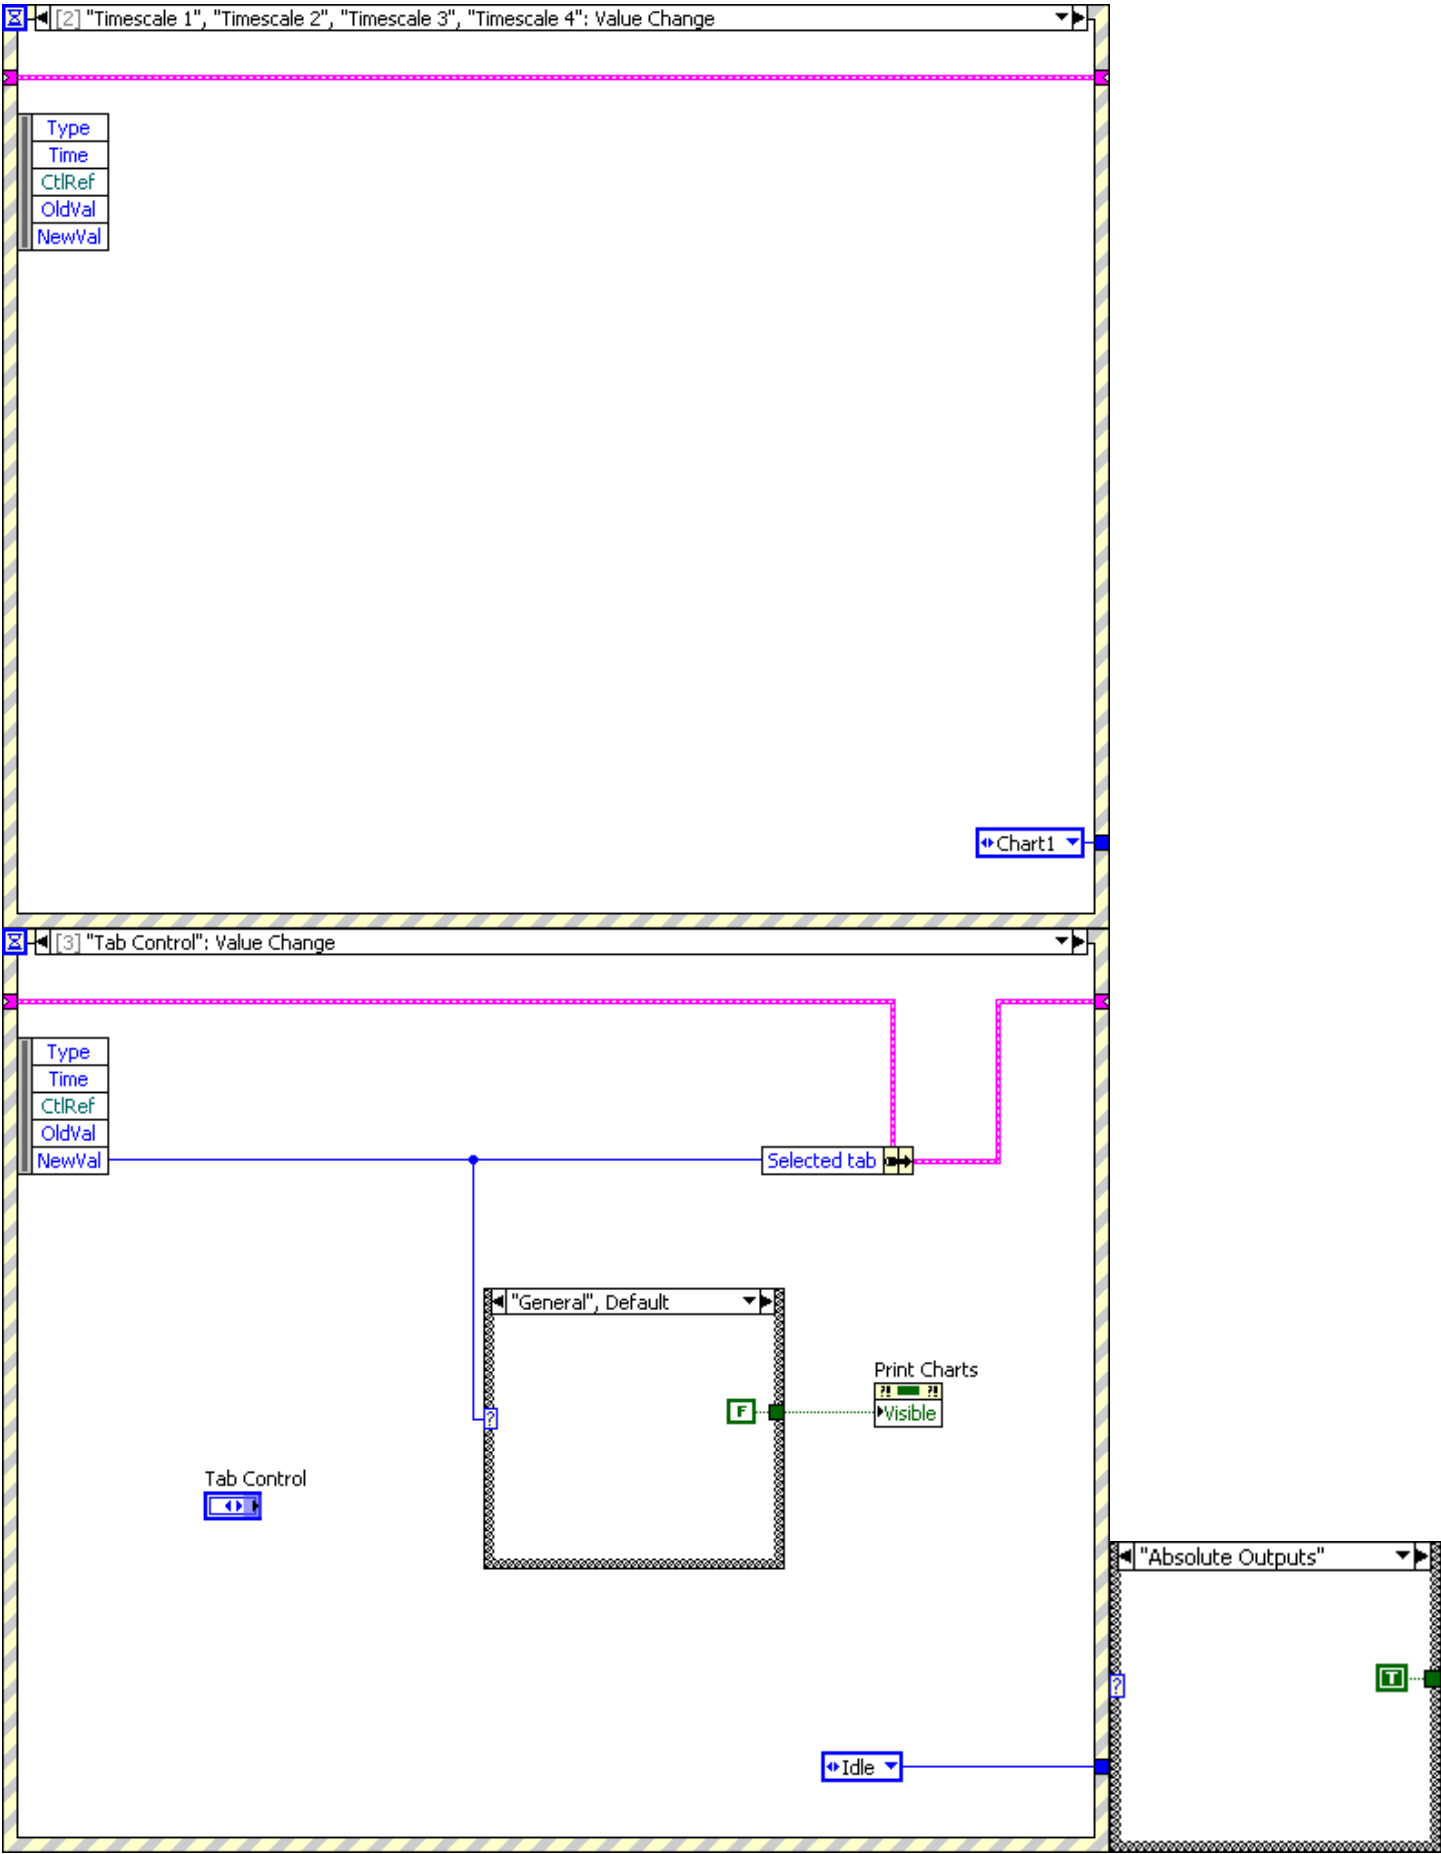 [2] "Timescale 1", "Timescale 2", "Timescale 3", "Timescale 4": Value Change
Type
Time
CtlRef
OldVal
NewVal
Chart1
[3] "Tab Control": Value Change
Type
Time
CtlRef
OldVal
NewVal
Selected tab
"General", Default
Print Charts
?! ?!
F
Visible
?
Tab Control
"Absolute Outputs"
T
?
Idle